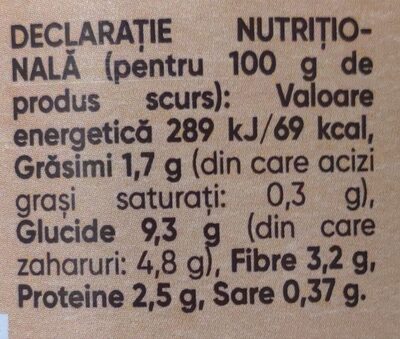 DECLARAȚIE NUTRIȚIO-
NALĂ (pentru 100 g de
produs scurs): Valoare
energetică 289 kJ/69 kcal,
Grăsimi 1,7 g (din care acizi
grași saturați: 0,3 g),
Glucide 9,3 g (din care
zaharuri: 4,8 g), Fibre 3,2 g,
Proteine 2,5 g, Sare 0,37 g.